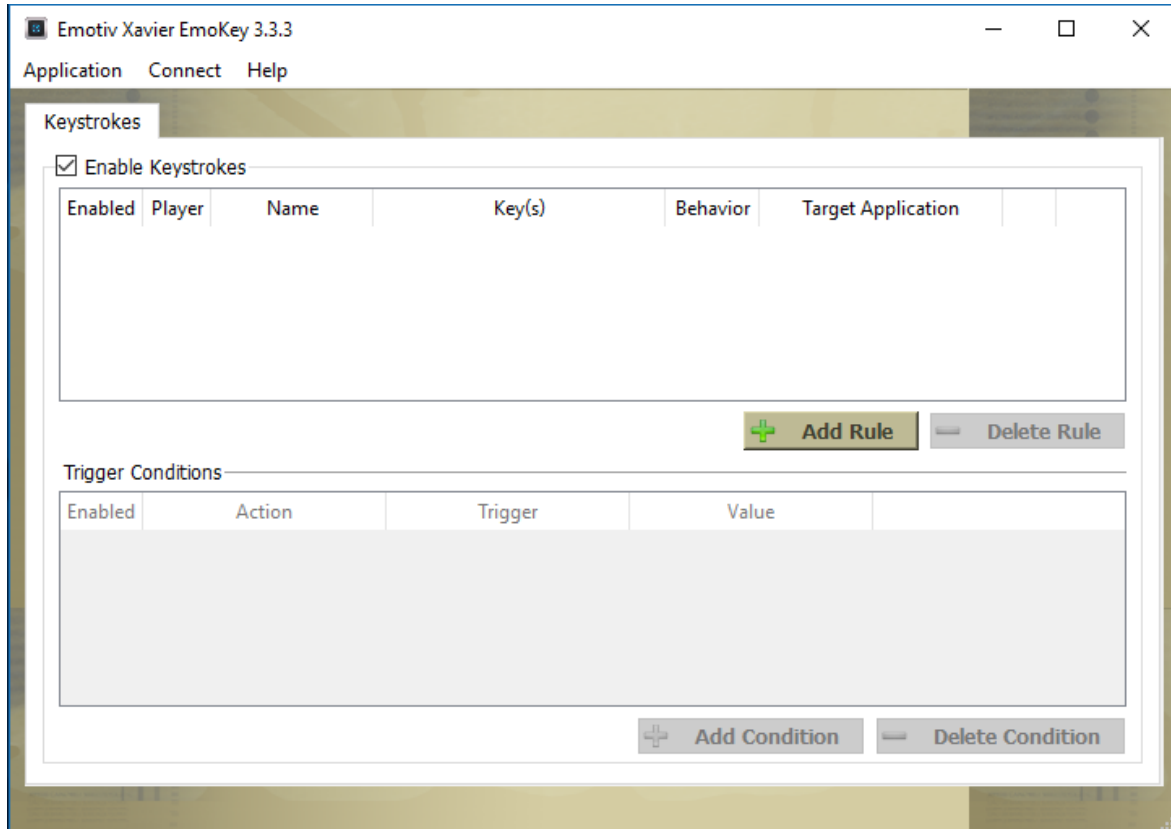 Emotiv Xavier EmoKey 3.3.3
Application Connect Help
Keystrokes
Enable Keystrokes
Enabled Player Name Key(s) Behavior Target Application
Add Rule Delete Rule
Trigger Conditions
Enabled Action Trigger Value
Add Condition Delete Condition